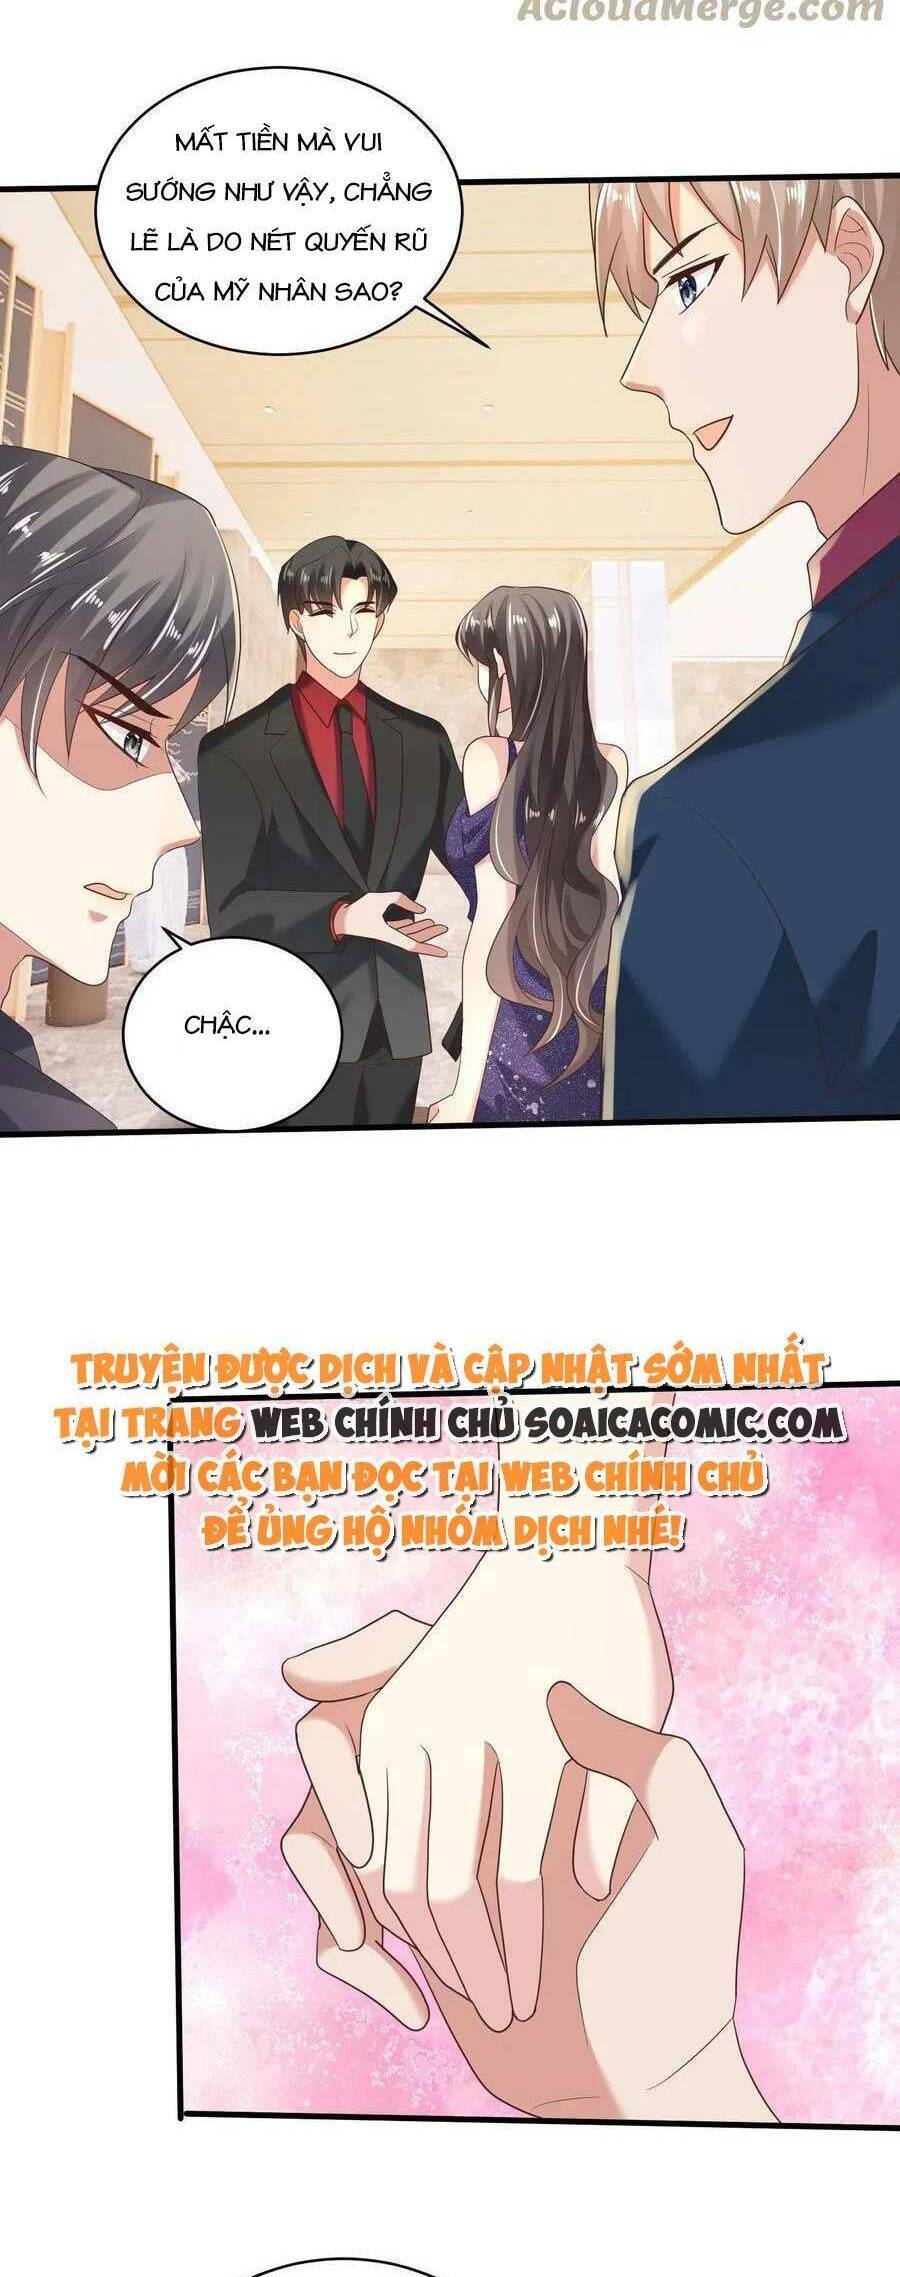 AcloudMerge.com
MẤT TIỀN MÀ VUI
SƯỚNG NHƯ VẬY, CHẲNG
LẼ LÀ DO NÉT QUYẾN RŨ
CỦA MỸ NHÂN SAO?
CHẬC...
TRUYỆN ĐƯỢC DỊCH VÀ CẬP NHẬT SỚM NHẤT
TẠI TRANG WEB CHÍNH CHỦ SOAICACOMIC.COM
MỜI CÁC BẠN ĐỌC TẠI WEB CHÍNH CHỦ
ĐỂ ỦNG HỘ NHÓM DỊCH NHÉ!